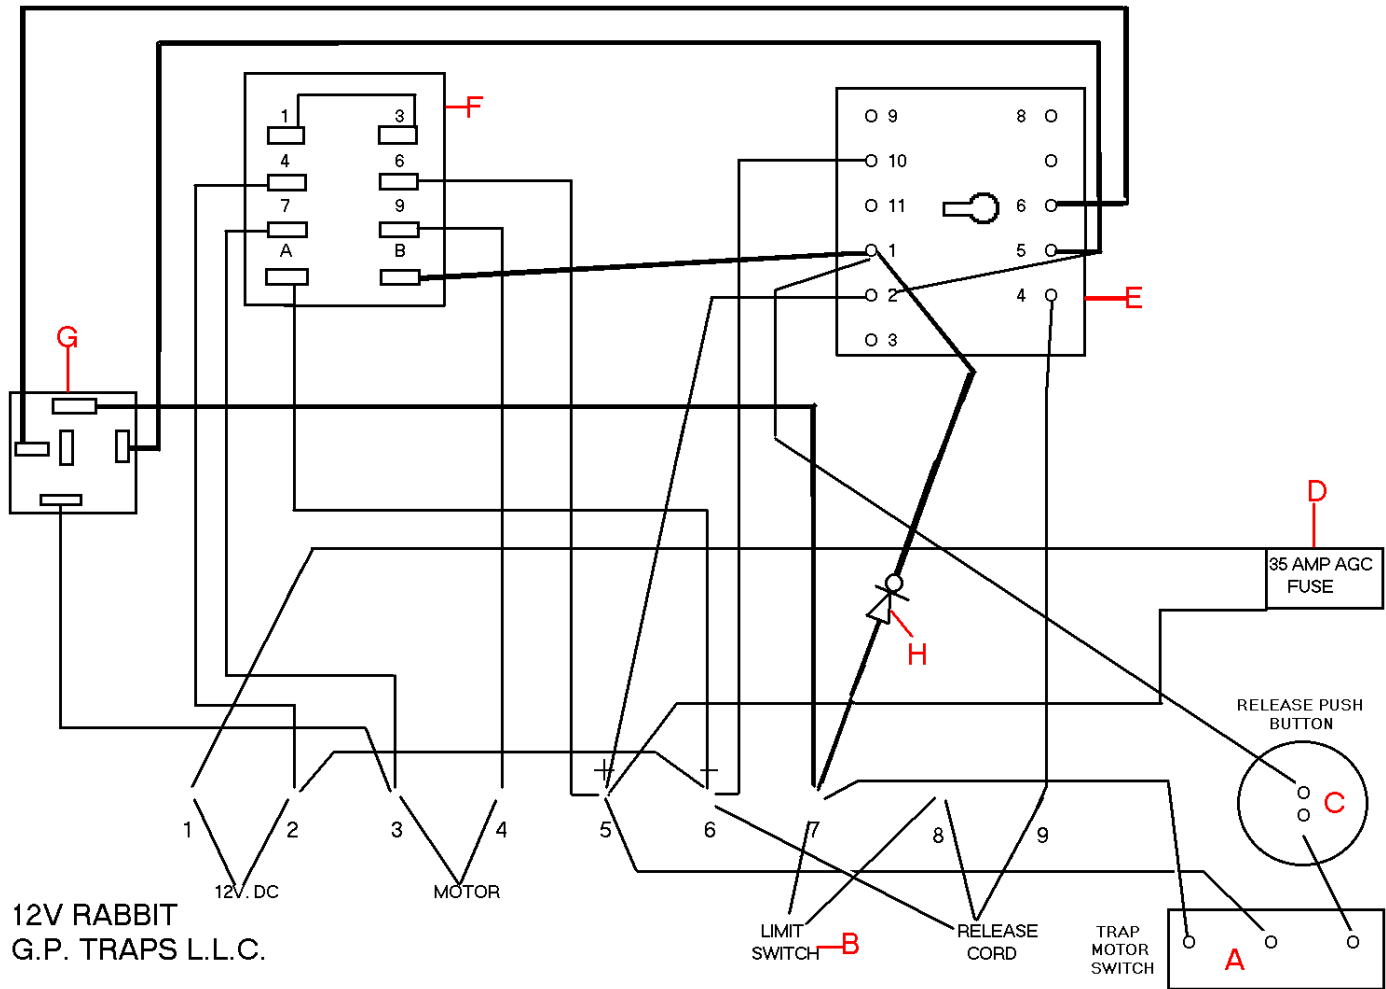 1 3
F
4 6
7 9
A B
9 8
10
11 6
1 5
2 4
E
3
G
D
35 AMP AGC
FUSE
H
RELEASE PUSH
BUTTON
C
+ +
1 2 3 4 5 6 7 8 9
12V. DC
MOTOR
12V RABBIT
G.P. TRAPS L.L.C.
LIMIT
SWITCH
B
RELEASE
CORD
TRAP
MOTOR
SWITCH
A